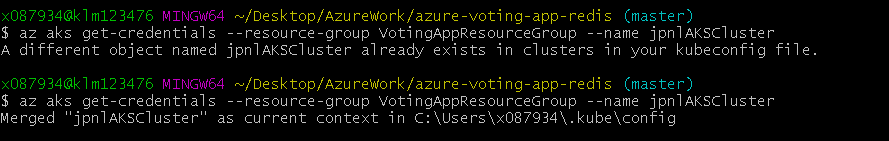 x087934@klm123476 MINGW64 ~/Desktop/AzureWork/azure-voting-app-redis (master)
$ az aks get-credentials --resource-group VotingAppResourceGroup --name jpnlAKSCluster
A different object named jpnlAKSCluster already exists in clusters in your kubeconfig file.
x087934@klm123476 MINGW64 ~/Desktop/AzureWork/azure-voting-app-redis (master)
$ az aks get-credentials --resource-group VotingAppResourceGroup --name jpnlAKSCluster
Merged "jpnlAKSCluster" as current context in C:\Users\x087934\.kube\config